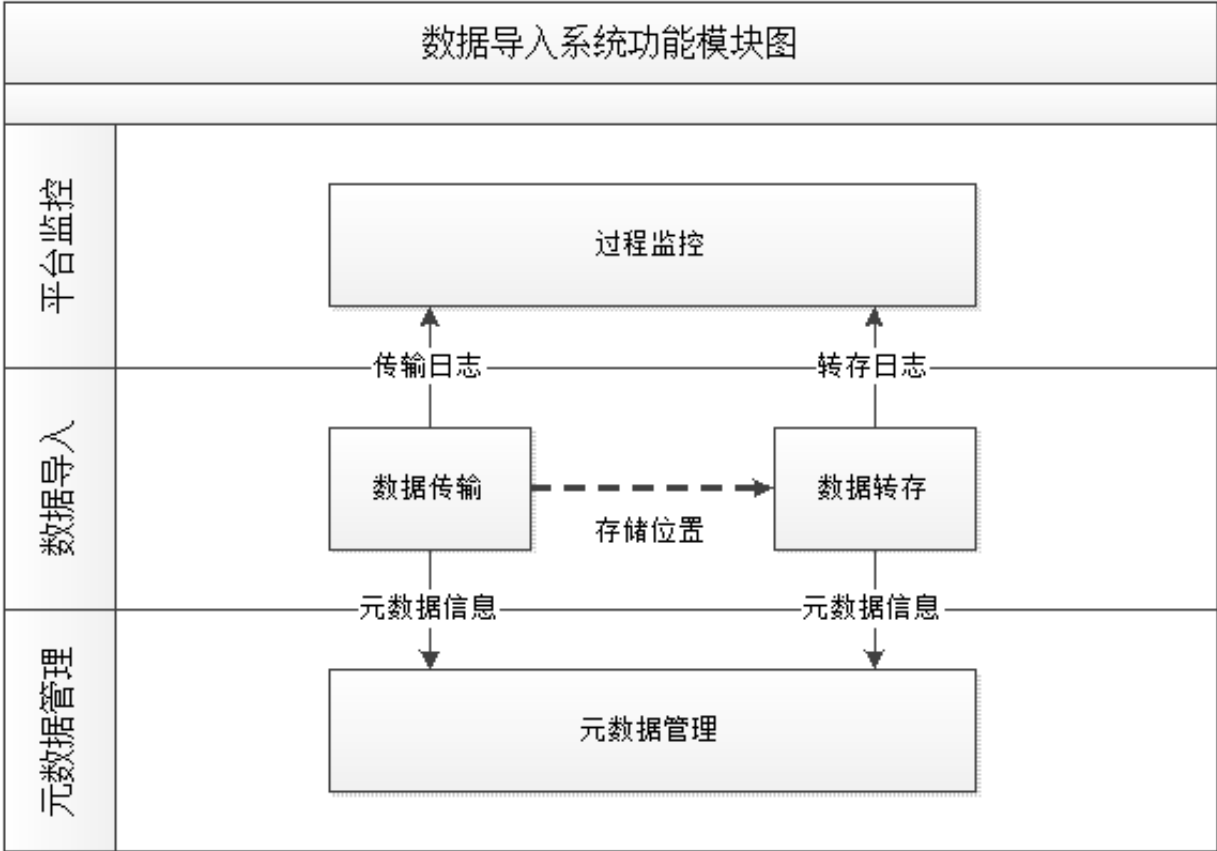 数据导入系统功能模块图
平台监控
过程监控
传输日志
转存日志
数据导入
数据传输
数据转存
存储位置
元数据信息
元数据信息
元数据管理
元数据管理